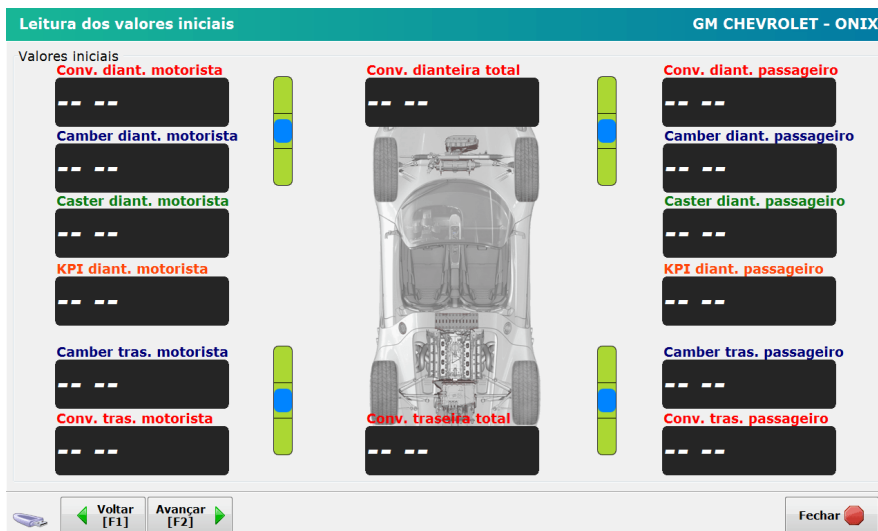 Leitura dos valores iniciais GM CHEVROLET - ONIX
Valores iniciais
Conv. diant. motorista Conv. dianteira total Conv. diant. passageiro
-- -- -- -- -- --
Camber diant. motorista Camber diant. passageiro
-- -- -- --
Caster diant. motorista Caster diant. passageiro
-- -- -- --
KPI diant. motorista KPI diant. passageiro
-- -- -- --
Camber tras. motorista Camber tras. passageiro
-- -- -- --
Conv. tras. motorista Conv. traseira total Conv. tras. passageiro
-- -- -- -- -- --
Voltar Avançar
[F1] [F2] Fechar